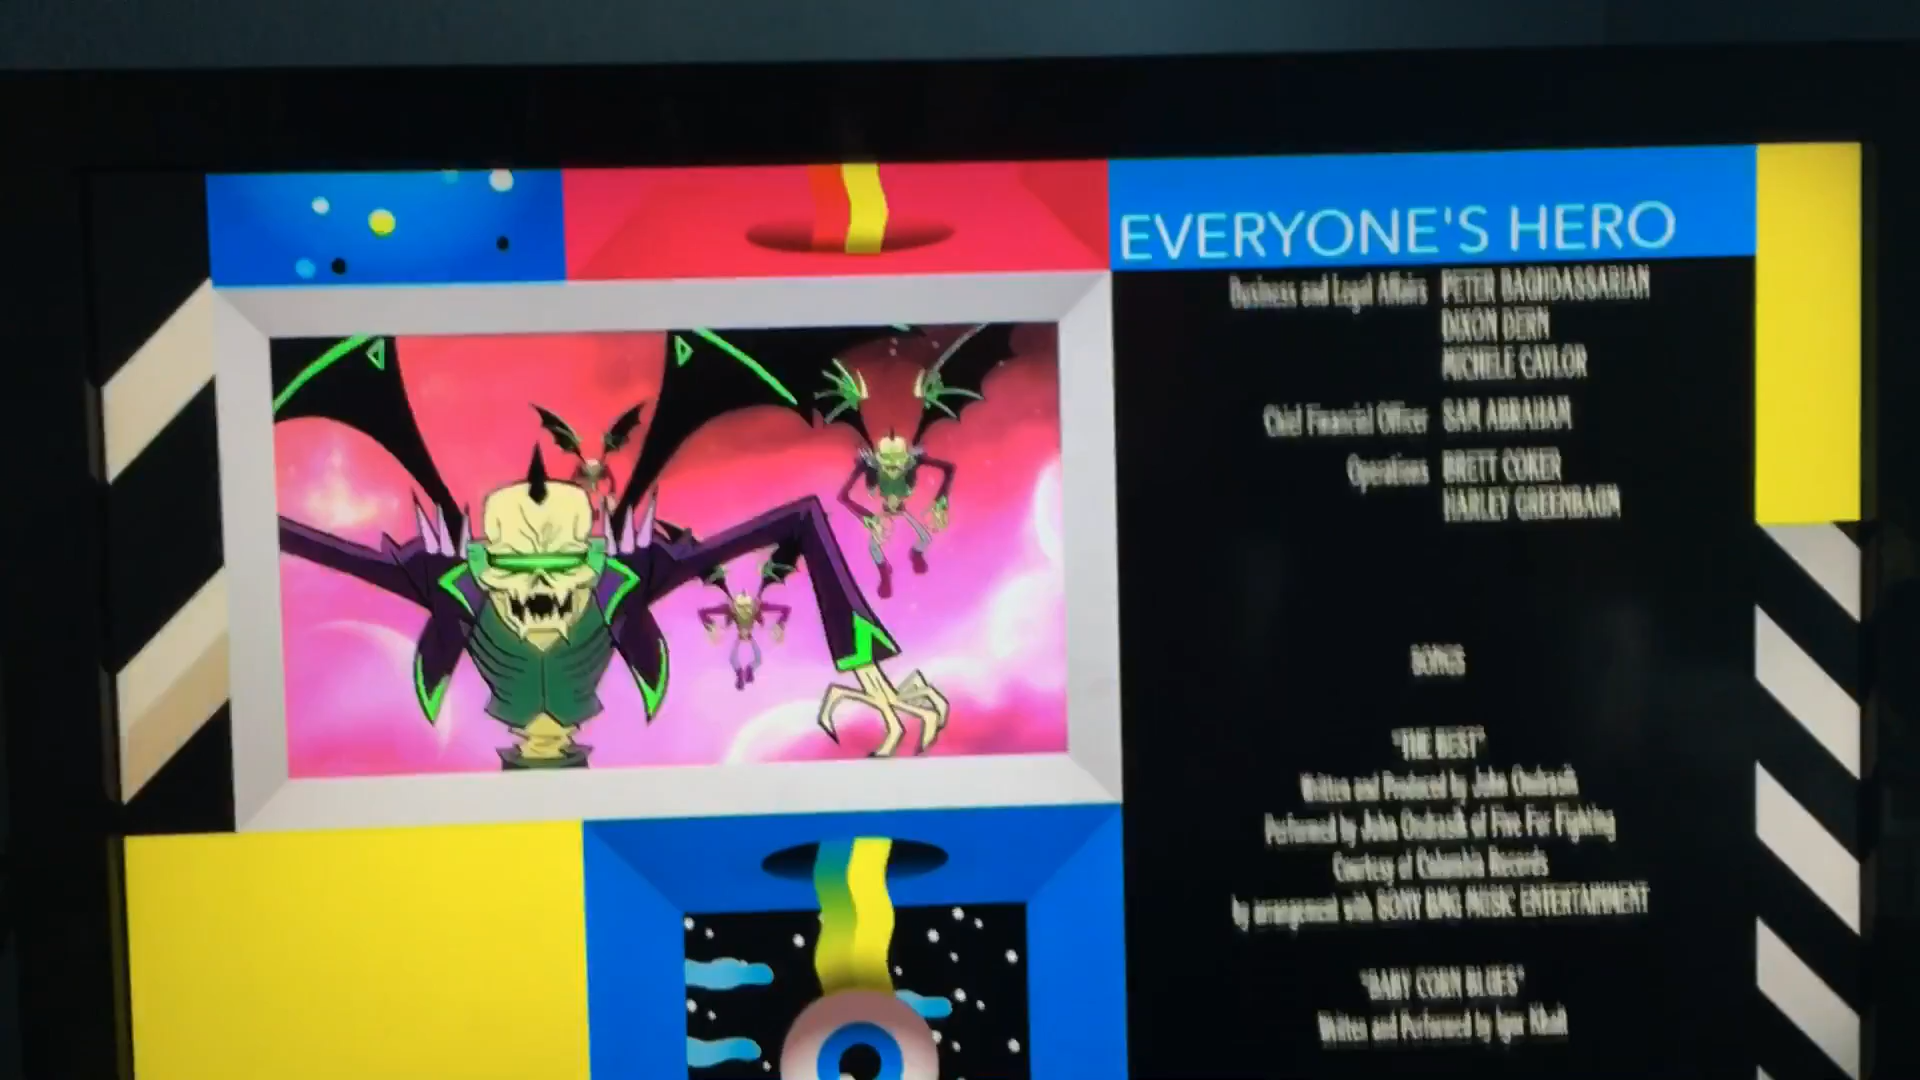 EVERYONE'S HERO
Business and Legal Affairs PETER BAGHDASSARIAN
DIXON DERN
MICHELE CAYLOR
Chief Financial Officer SAM ABRAHAM
Operations BRETT COKER
HARLEY GREENBAUM
SONGS
"THE BEST"
Written and Produced by John Ondrasik
Performed by John Ondrasik of Five For Fighting
Courtesy of Columbia Records
by arrangement with SONY BMG MUSIC ENTERTAINMENT
"BABY CORN BLUES"
Written and Performed by Igor Khait